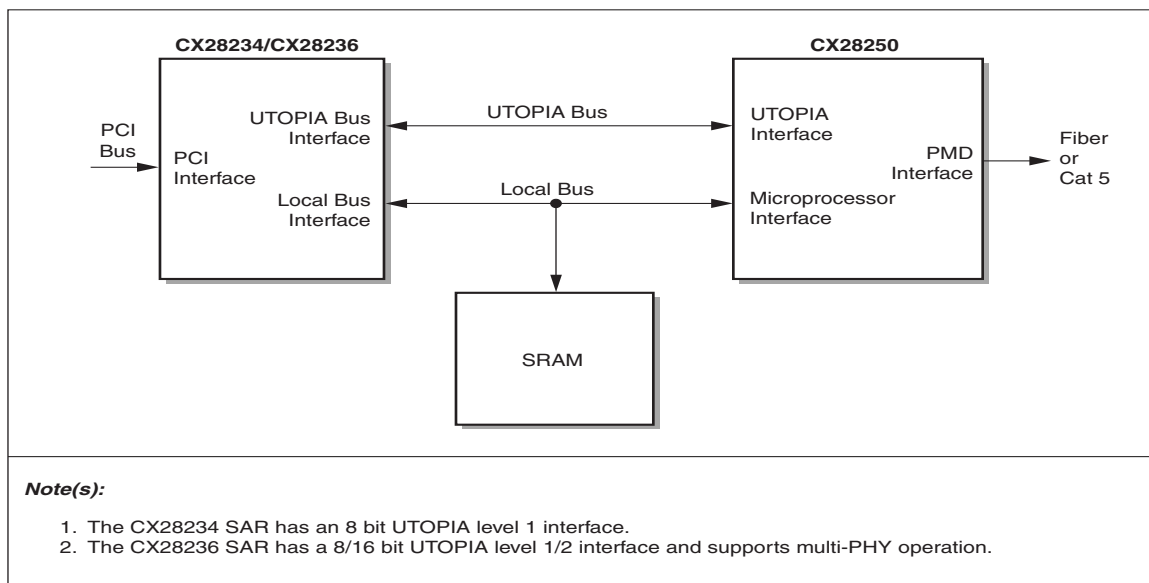 CX28234/CX28236
CX28250
PCI
Bus
PCI
Interface
UTOPIA Bus
Interface
Local Bus
Interface
UTOPIA Bus
Local Bus
UTOPIA
Interface
PMD
Interface
Microprocessor
Interface
Fiber
or
Cat 5
SRAM
Note(s):
1. The CX28234 SAR has an 8 bit UTOPIA level 1 interface.
2. The CX28236 SAR has a 8/16 bit UTOPIA level 1/2 interface and supports multi-PHY operation.